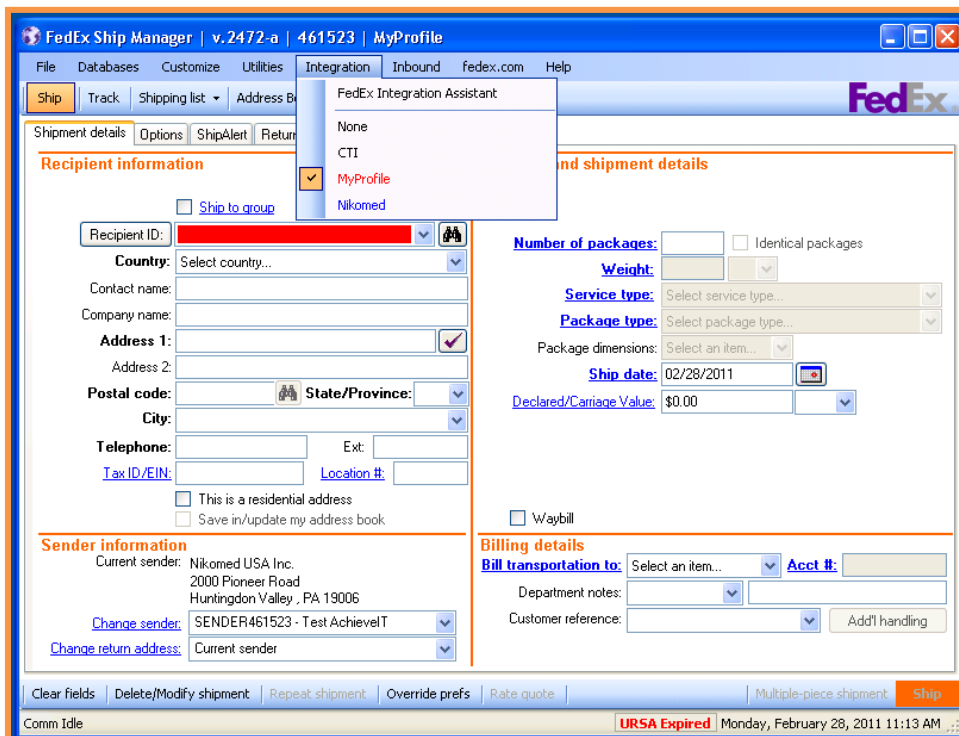 FedEx Ship Manager | v.2472-a | 461523 | MyProfile
File Databases Customize Utilities Integration Inbound fedex.com Help
Ship Track Shipping list Address B
FedEx Integration Assistant
None
CTI
MyProfile
Nikomed
FedEx
Shipment details Options ShipAlert Return
Recipient information
Ship to group
Recipient ID:
Country: Select country...
Contact name:
Company name:
Address 1:
Address 2:
Postal code: State/Province:
City:
Telephone: Ext:
Tax ID/EIN: Location #:
This is a residential address
Save in/update my address book
and shipment details
Number of packages: Identical packages
Weight:
Service type: Select service type...
Package type: Select package type...
Package dimensions: Select an item...
Ship date: 02/28/2011
Declared/Carriage Value: $0.00
Waybill
Sender information
Current sender: Nikomed USA Inc.
2000 Pioneer Road
Huntingdon Valley , PA 19006
Change sender: SENDER461523 - Test AchieveIT
Change return address: Current sender
Billing details
Bill transportation to: Select an item... Acct #:
Department notes:
Customer reference: Add'l handling
Clear fields Delete/Modify shipment Repeat shipment Override prefs Rate quote Multiple-piece shipment Ship
Comm Idle URSA Expired Monday, February 28, 2011 11:13 AM